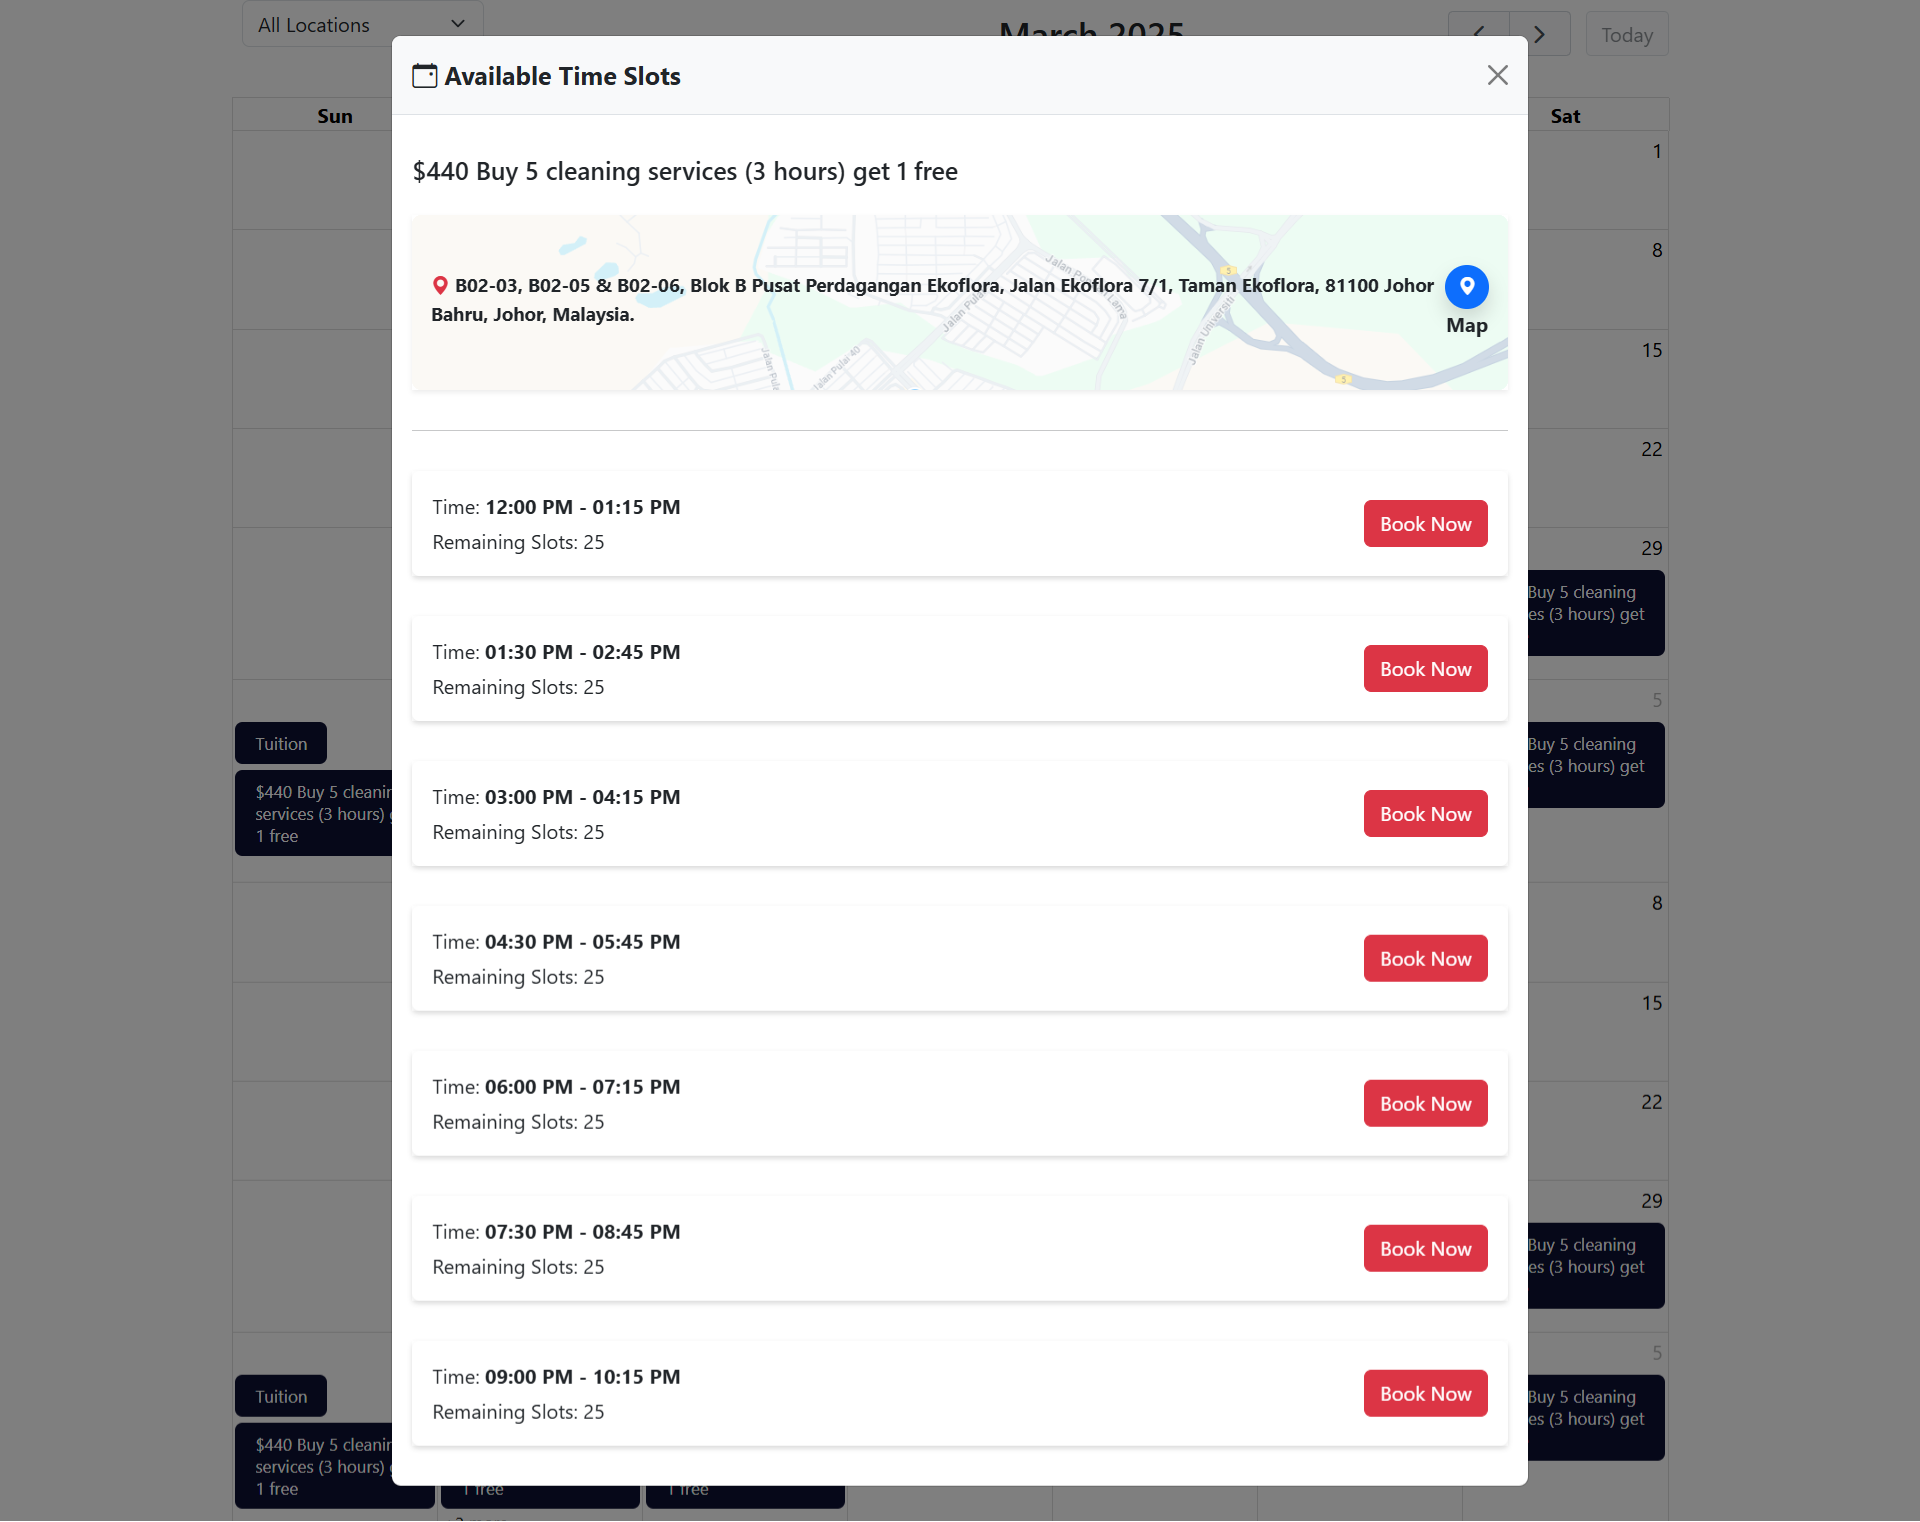 All Locations
March 2025
Today
Available Time Slots
Sun
Sat
$440 Buy 5 cleaning services (3 hours) get 1 free
1
8
15
22
29
B02-03, B02-05 & B02-06, Blok B Pusat Perdagangan Ekoflora, Jalan Ekoflora 7/1, Taman Ekoflora, 81100 Johor
Bahru, Johor, Malaysia.
Map
Jalan Universiti
Jalan Pulai 40
5
5
Time: 12:00 PM - 01:15 PM
Remaining Slots: 25
Book Now
Buy 5 cleaning
(3 hours) get
Time: 01:30 PM - 02:45 PM
Remaining Slots: 25
Book Now
5
Tuition
$440 Buy 5
services (3 hours)
1 free
Buy 5 cleaning
(3 hours) get
Time: 03:00 PM - 04:15 PM
Remaining Slots: 25
Book Now
8
Time: 04:30 PM - 05:45 PM
Remaining Slots: 25
Book Now
15
Time: 06:00 PM - 07:15 PM
Remaining Slots: 25
Book Now
22
Time: 07:30 PM - 08:45 PM
Remaining Slots: 25
Book Now
29
Buy 5 cleaning
(3 hours) get
Time: 09:00 PM - 10:15 PM
Remaining Slots: 25
Book Now
5
Tuition
$440 Buy 5
services (3 hours)
1 free
1 free
1 free
Buy 5 cleaning
(3 hours) get